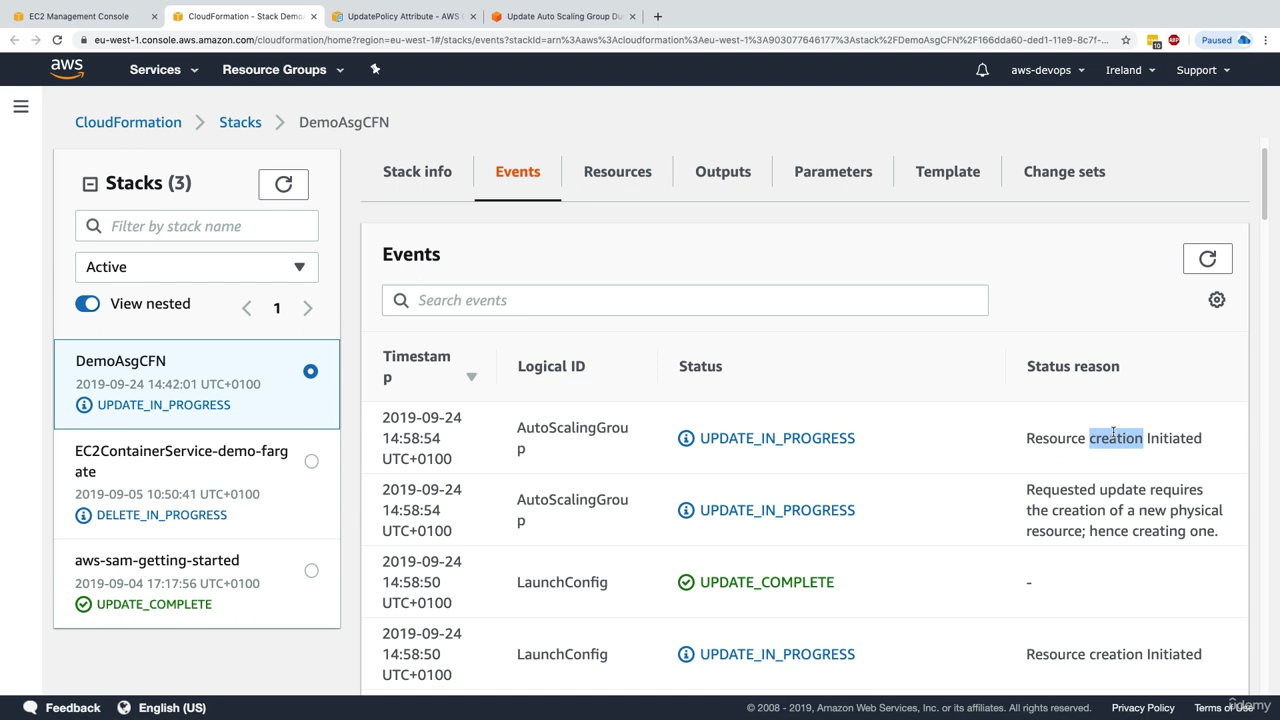 EC2 Management Console
CloudFormation - Stack Demo
UpdatePolicy Attribute - AWS
Update Auto Scaling Group Du
eu-west-1.console.aws.amazon.com/cloudformation/home?region=eu-west-1#/stacks/events?stackId=arn%3Aaws%3Acloudformation%3Aeu-west-1%3A903077646177%3Astack%2FDemoAsgCFN%2F166dda60-ded1-11e9-8c7f-...
10
ABP
Paused
aws
Services
Resource Groups
aws-devops
Ireland
Support
CloudFormation
Stacks
DemoAsgCFN
Stacks (3)
Filter by stack name
Active
View nested
1
DemoAsgCFN
2019-09-24 14:42:01 UTC+0100
UPDATE_IN_PROGRESS
EC2ContainerService-demo-farg
ate
2019-09-05 10:50:41 UTC+0100
DELETE_IN_PROGRESS
aws-sam-getting-started
2019-09-04 17:17:56 UTC+0100
UPDATE_COMPLETE
Stack info
Events
Resources
Outputs
Parameters
Template
Change sets
Events
Search events
Timestam
p
Logical ID
Status
Status reason
2019-09-24
14:58:54
UTC+0100
AutoScalingGrou
p
UPDATE_IN_PROGRESS
Resource creation Initiated
2019-09-24
14:58:54
UTC+0100
AutoScalingGrou
p
UPDATE_IN_PROGRESS
Requested update requires
the creation of a new physical
resource; hence creating one.
2019-09-24
14:58:50
UTC+0100
LaunchConfig
UPDATE_COMPLETE
-
2019-09-24
14:58:50
UTC+0100
LaunchConfig
UPDATE_IN_PROGRESS
Resource creation Initiated
Feedback
English (US)
© 2008 - 2019, Amazon Web Services, Inc. or its affiliates. All rights reserved.
Privacy Policy
Terms of Use
Udemy